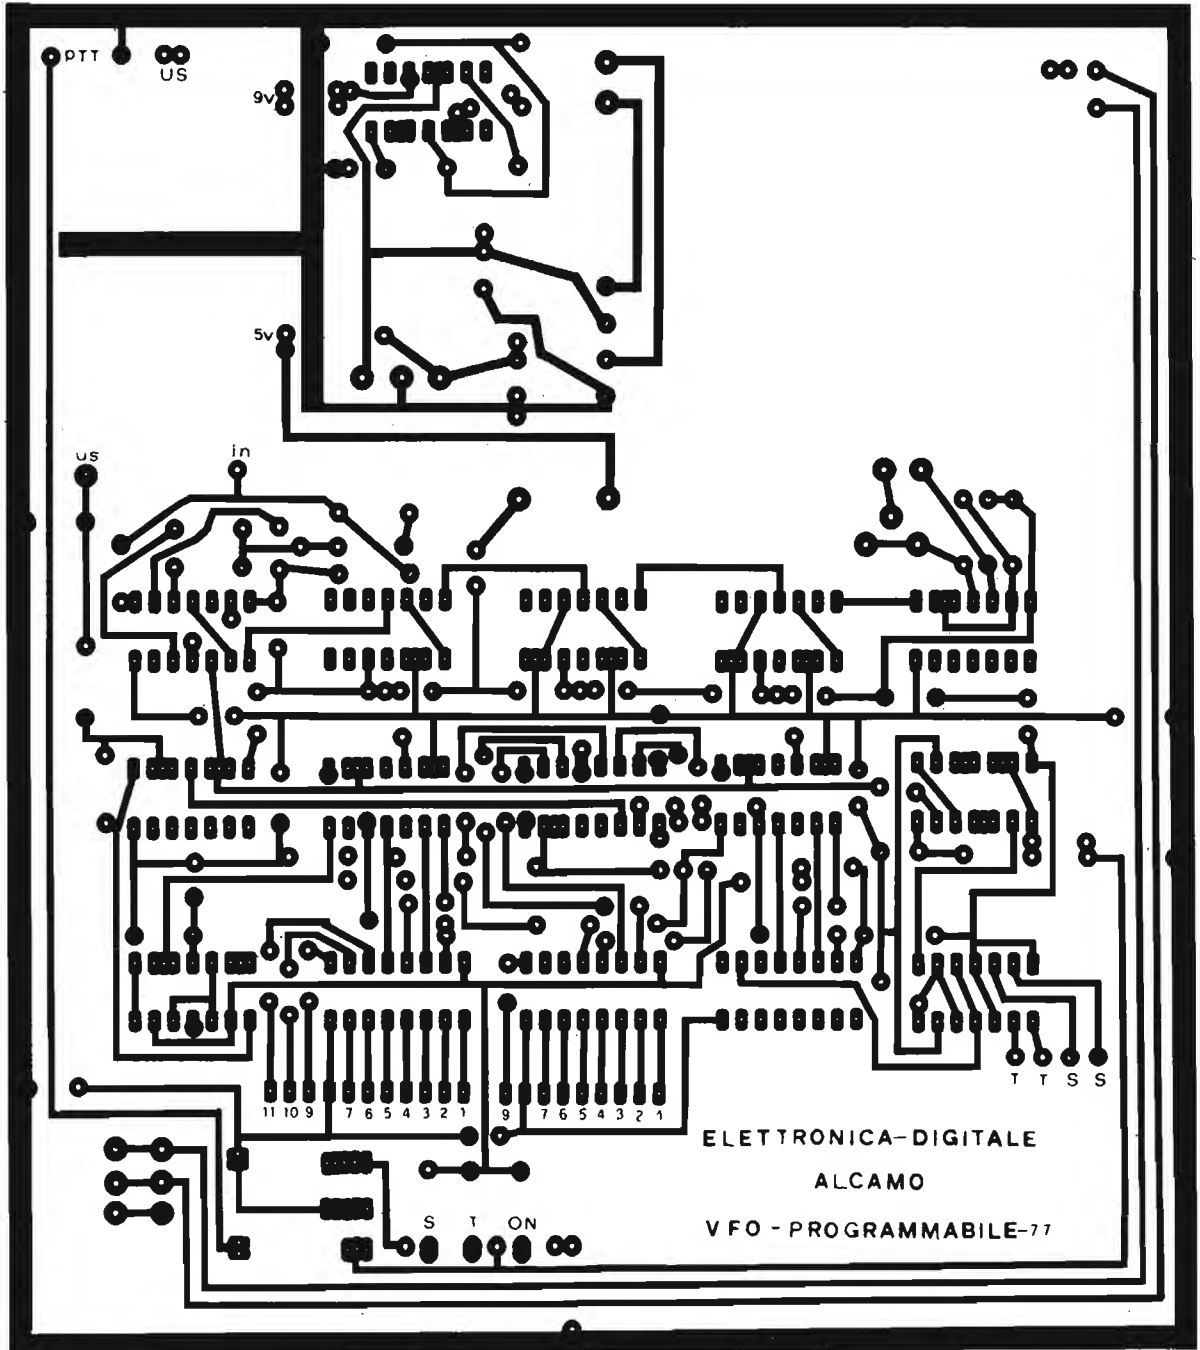 PTT
US
9v
5v
us
in
T T S S
11 10 9 7 6 5 4 3 2 1
9 7 6 5 4 3 2 1
ELETTRONICA-DIGITALE
ALCAMO
VFO - PROGRAMMABILE-77
S T ON